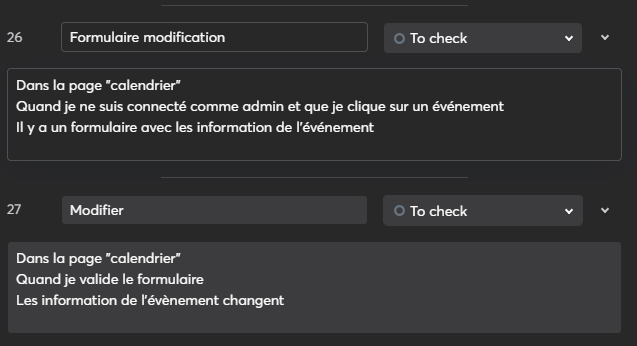 26
Formulaire modification
To check
Dans la page "calendrier"
Quand je ne suis connecté comme admin et que je clique sur un événement
Il y a un formulaire avec les information de l'événement
27
Modifier
To check
Dans la page "calendrier"
Quand je valide le formulaire
Les information de l'évènement changent